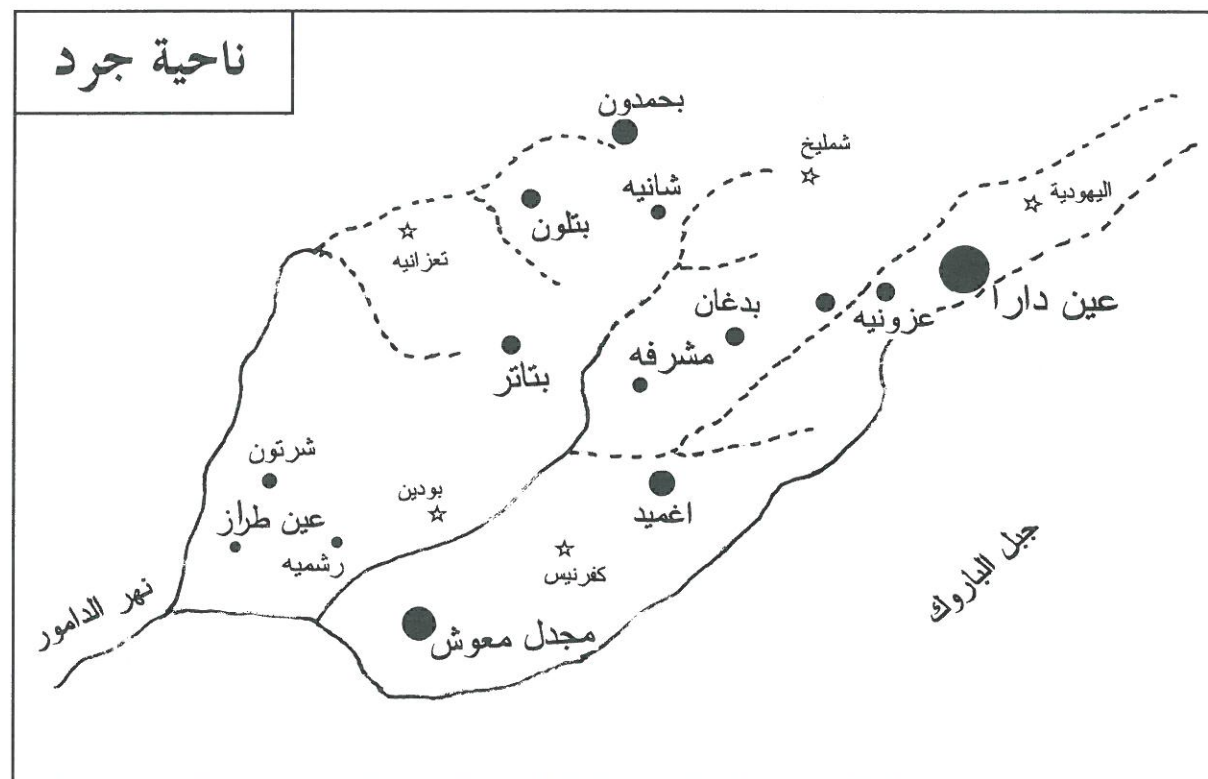 ناحية جرد
بحمدون
شمليخ
شانيه
اليهودية
بتلون
تعزانيه
عين دارا
بدغان
عزونيه
مشرفه
بتاتر
شرتون
بودين
عين طراز
اغميد
رشميه
كفرنيس
جبل الباروك
نهر الدامور
مجدل معوش